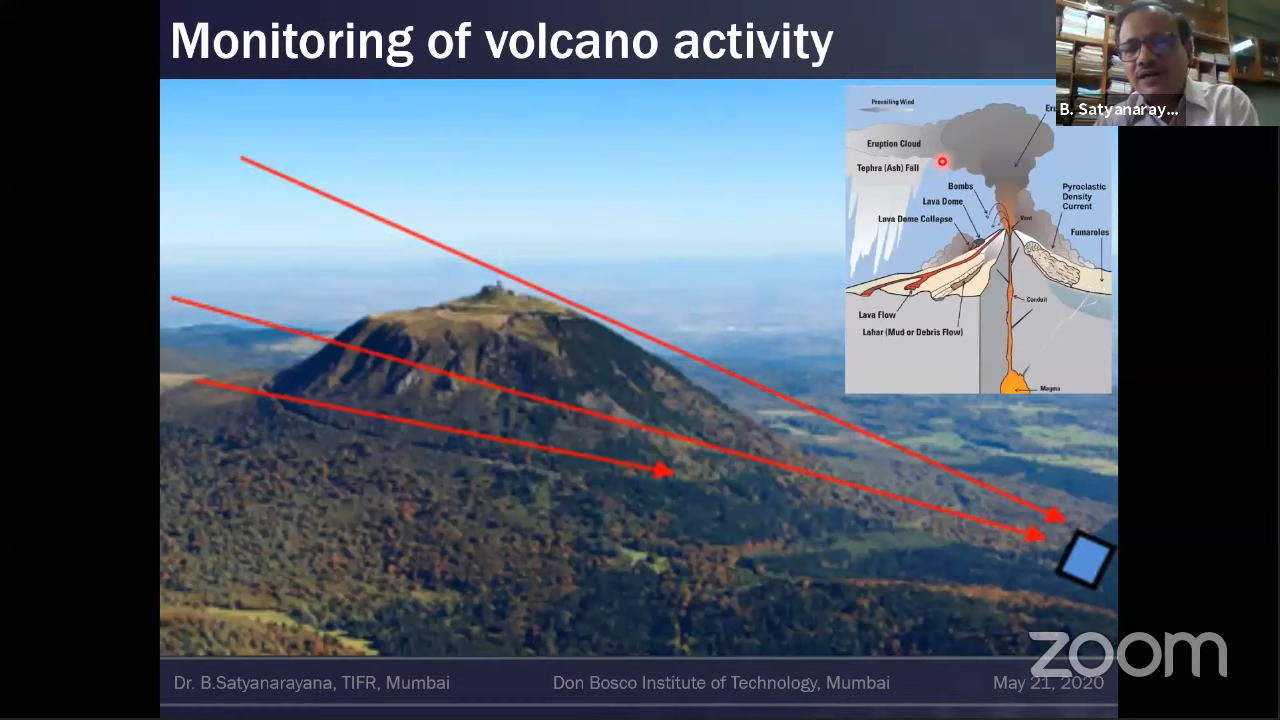 Monitoring of volcano activity
B. Satyanaray...
Prevailing Wind
Eruption Cloud
Tephra (Ash) Fall
Bombs
Lava Dome
Lava Dome Collapse
Vent
Pyroclastic
Density
Current
Fumaroles
Conduit
Lava Flow
Lahar (Mud or Debris Flow)
Magma
zoom
Dr. B.Satyanarayana, TIFR, Mumbai
Don Bosco Institute of Technology, Mumbai
May 21, 2020